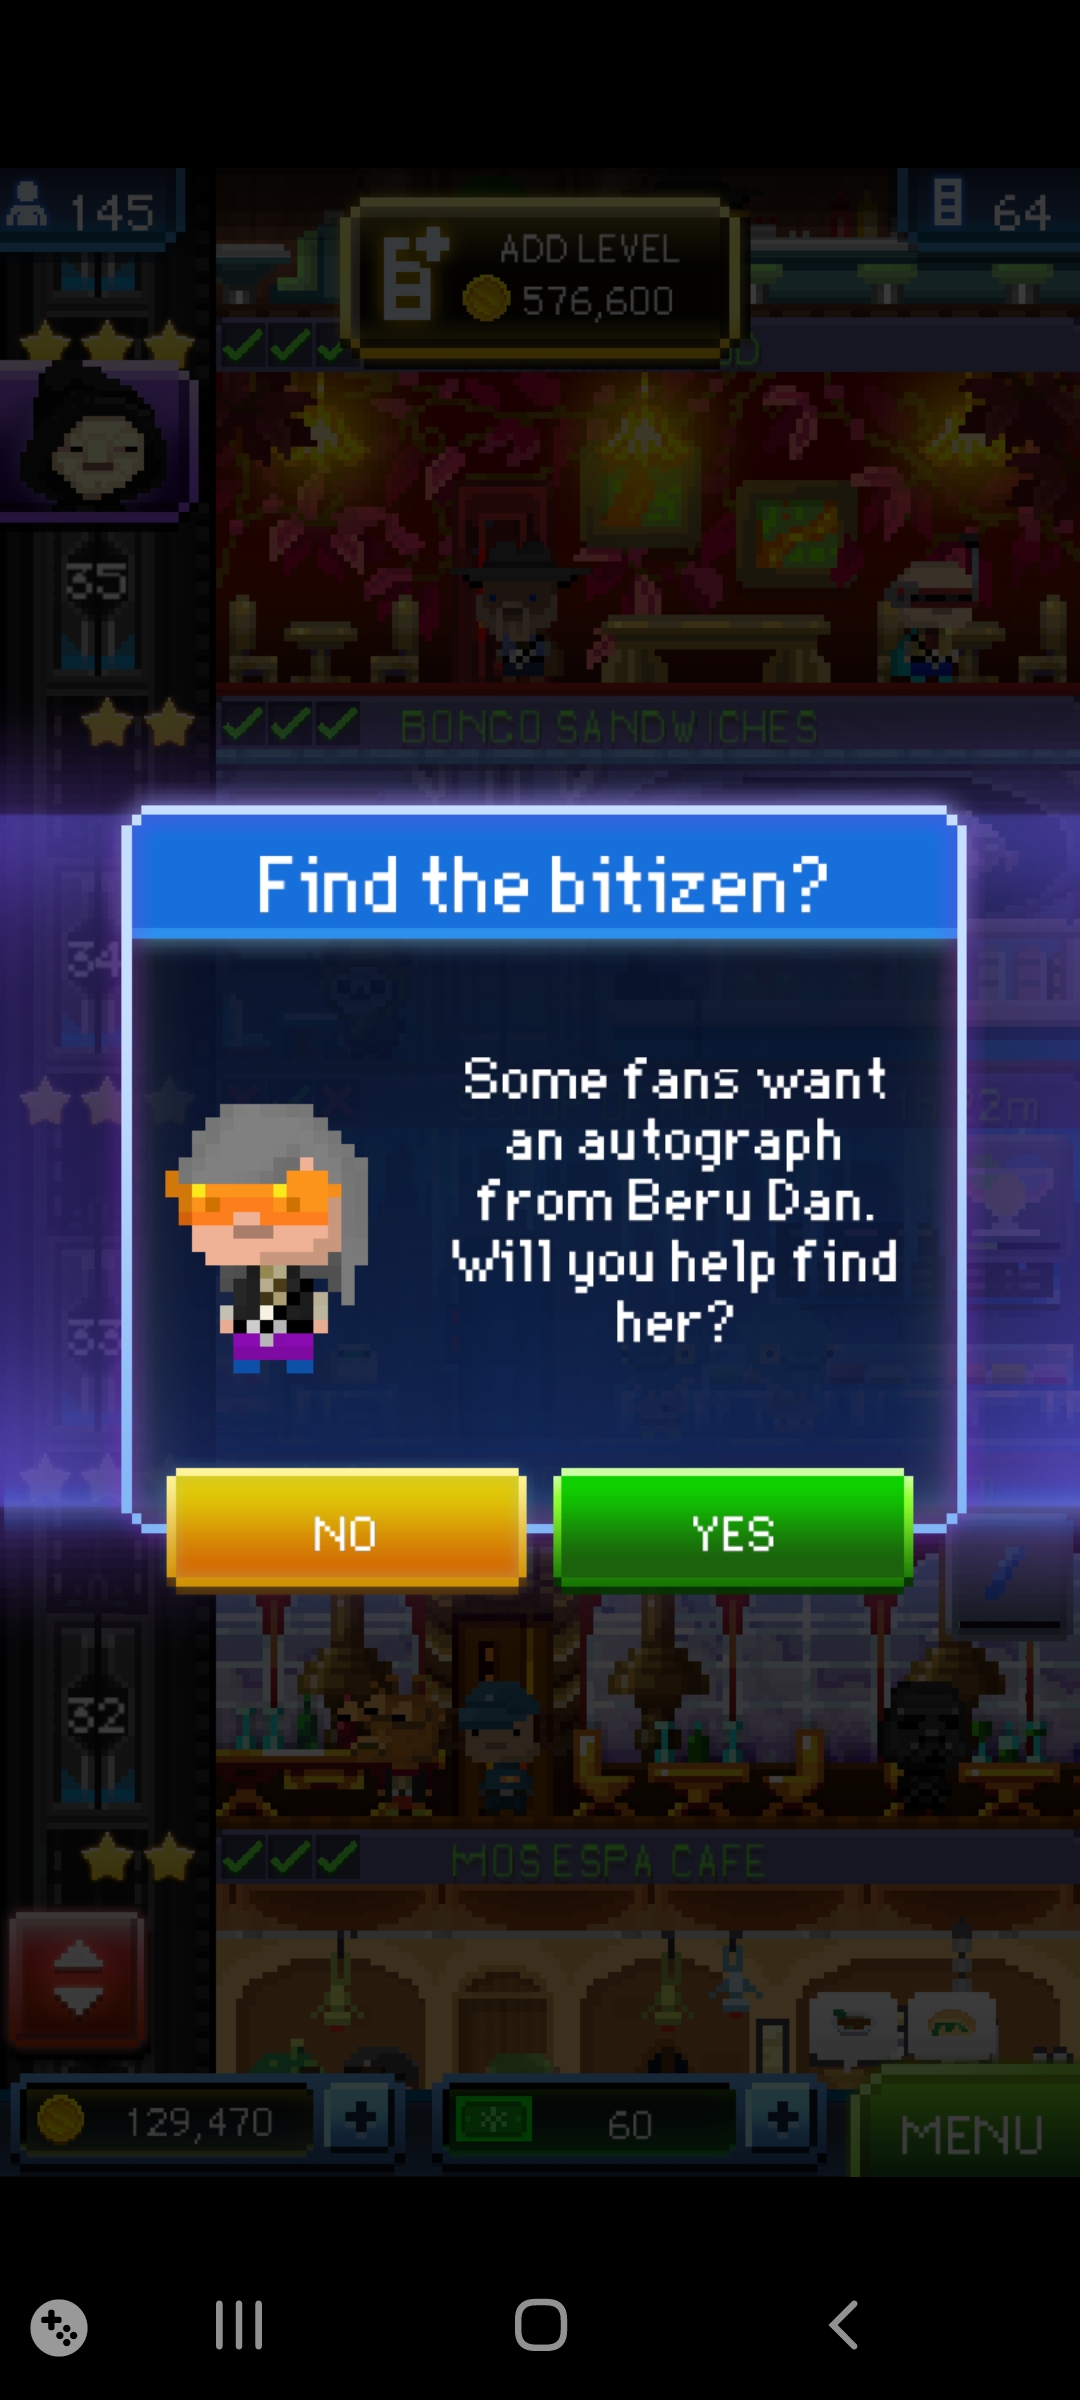 145
64
ADD LEVEL
576,600
35
BONGO SANDWICHES
Find the bitizen?
34
Some fans want
an autograph
from Beru Dan.
Will you help find
her?
22m
33
NO
YES
32
MOS ESPA CAFE
129,470
60
MENU